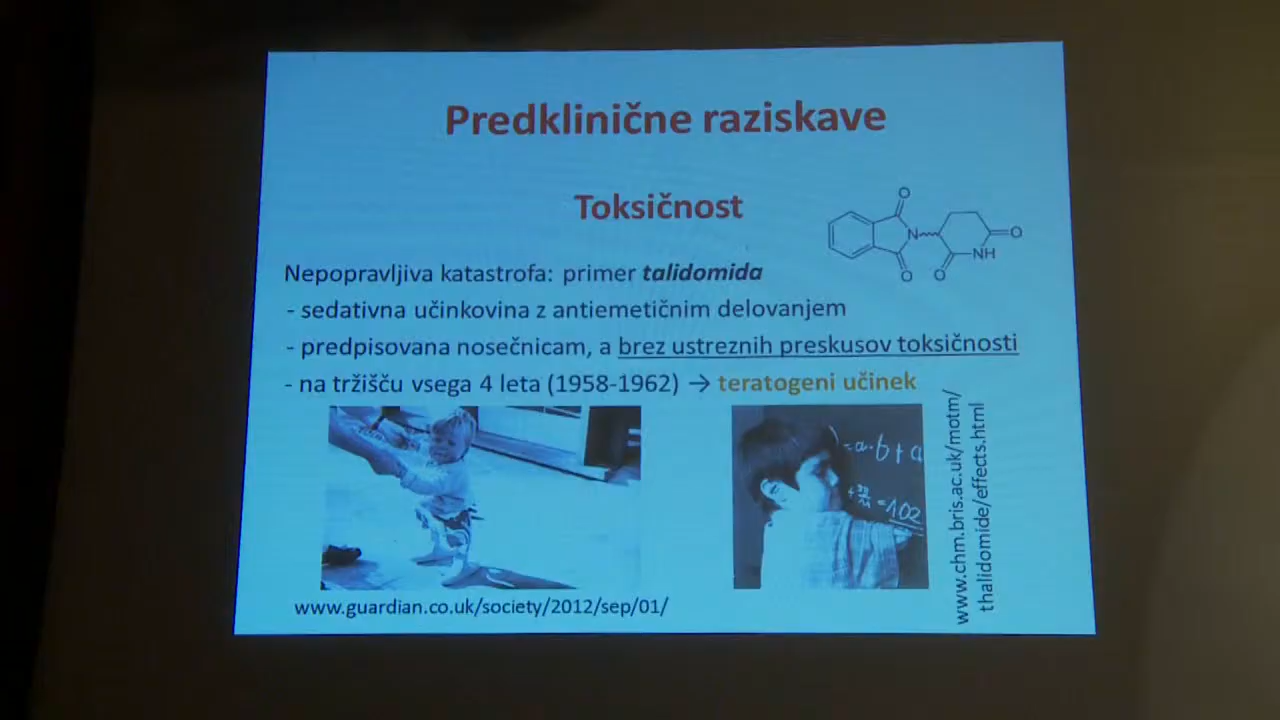 Predklinične raziskave
Toksičnost
O
N
O
O
NH
O
Nepopravljiva katastrofa: primer talidomida
- sedativna učinkovina z antiemetičnim delovanjem
- predpisovana nosečnicam, a brez ustreznih preskusov toksičnosti
- na tržišču vsega 4 leta (1958-1962) → teratogeni učinek
=a·b+a
=102
www.guardian.co.uk/society/2012/sep/01/
www.chm.bris.ac.uk/motm/
thalidomide/effects.html